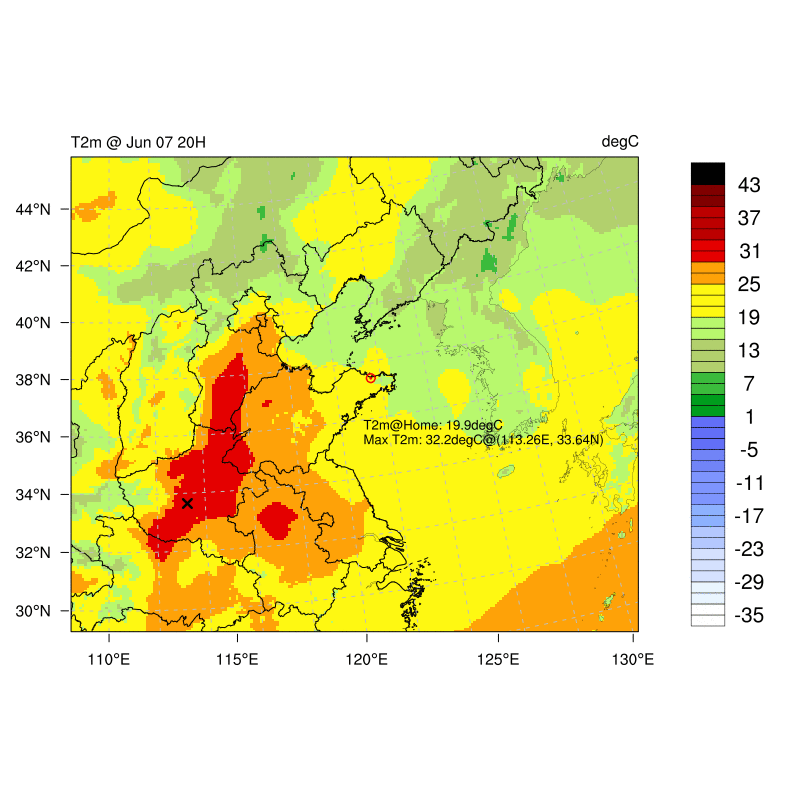 T2m @ Jun 07 20H
degC
44°N
42°N
40°N
38°N
36°N
34°N
32°N
30°N
110°E
115°E
120°E
125°E
130°E
T2m@Home: 19.9degC
Max T2m: 32.2degC@(113.26E, 33.64N)
43
37
31
25
19
13
7
1
-5
-11
-17
-23
-29
-35